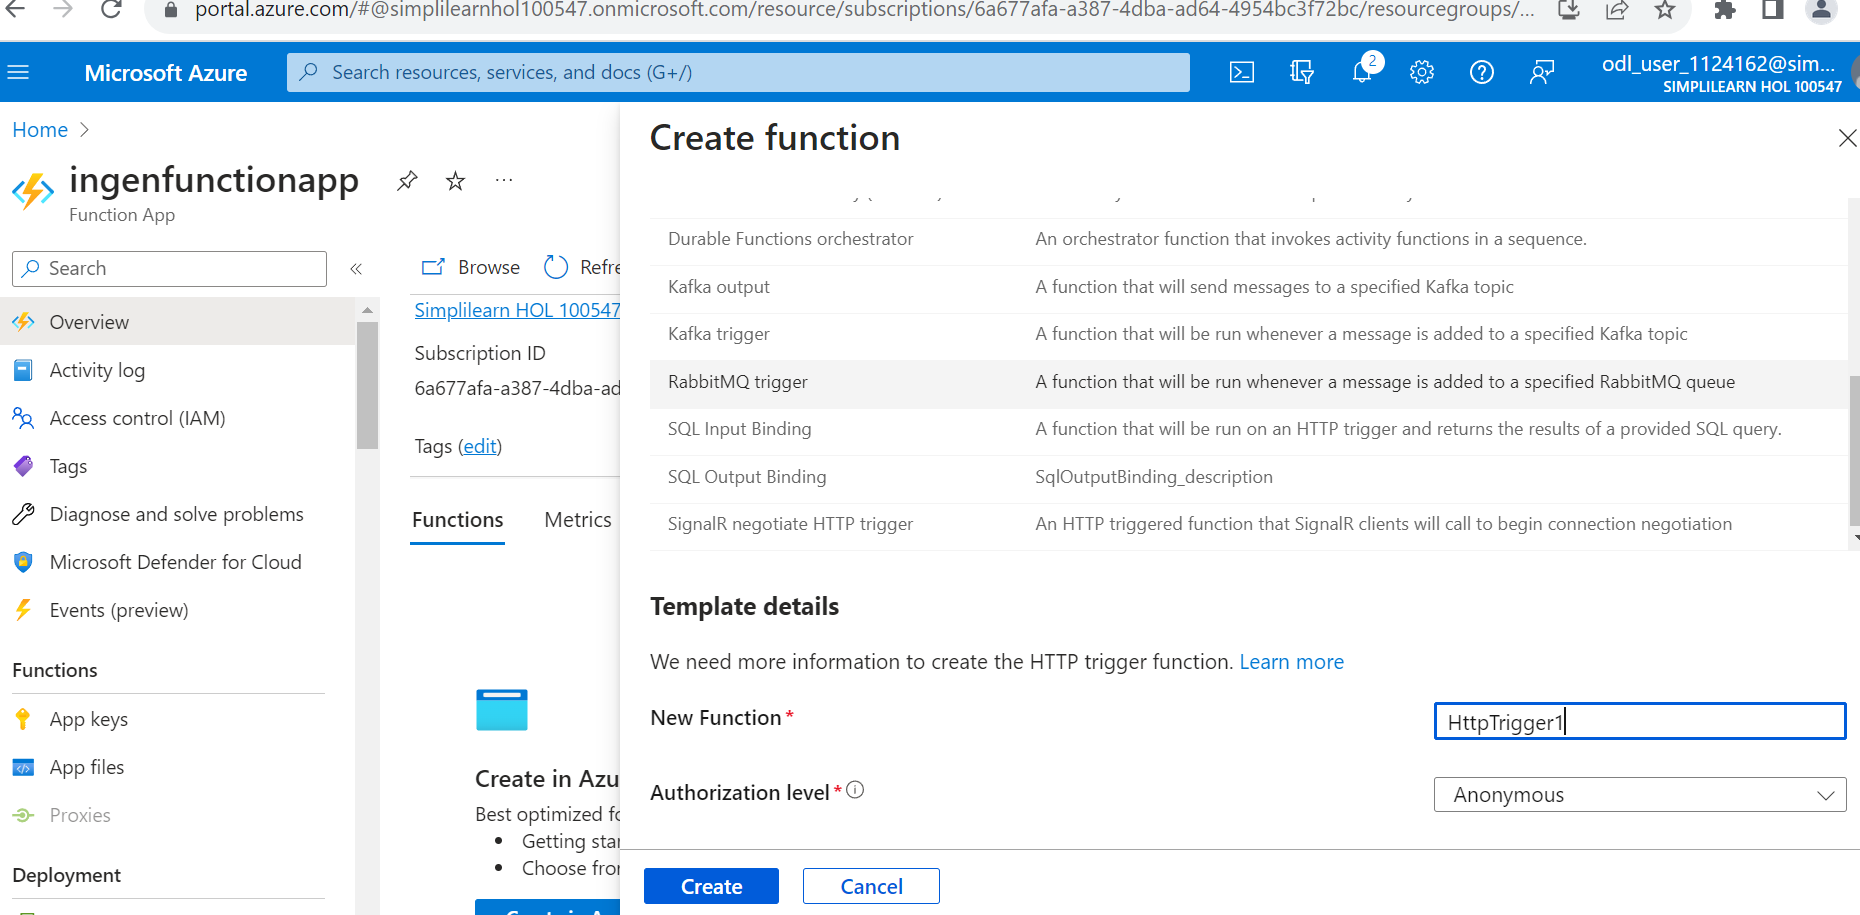 portal.azure.com/#@simplilearnhol100547.onmicrosoft.com/resource/subscriptions/6a677afa-a387-4dba-ad64-4954bc3f72bc/resourcegroups/...
Microsoft Azure
Search resources, services, and docs (G+/)
2
odl_user_1124162@sim...
SIMPLILEARN HOL 100547
Home
ingenfunctionapp
...
Function App
Search
«
Overview
Activity log
Access control (IAM)
Tags
Diagnose and solve problems
Microsoft Defender for Cloud
Events (preview)
Functions
App keys
App files
Proxies
Deployment
Browse
Refre
Simplilearn HOL 100547
Subscription ID
6a677afa-a387-4dba-ad
Tags (edit)
Functions
Metrics
Create in Azu
Best optimized fo
• Getting star
• Choose from
Create function
Durable Functions orchestrator
An orchestrator function that invokes activity functions in a sequence.
Kafka output
A function that will send messages to a specified Kafka topic
Kafka trigger
A function that will be run whenever a message is added to a specified Kafka topic
RabbitMQ trigger
A function that will be run whenever a message is added to a specified RabbitMQ queue
SQL Input Binding
A function that will be run on an HTTP trigger and returns the results of a provided SQL query.
SQL Output Binding
SqlOutputBinding_description
SignalR negotiate HTTP trigger
An HTTP triggered function that SignalR clients will call to begin connection negotiation
Template details
We need more information to create the HTTP trigger function. Learn more
New Function *
HttpTrigger1
Authorization level *
Anonymous
Create
Cancel